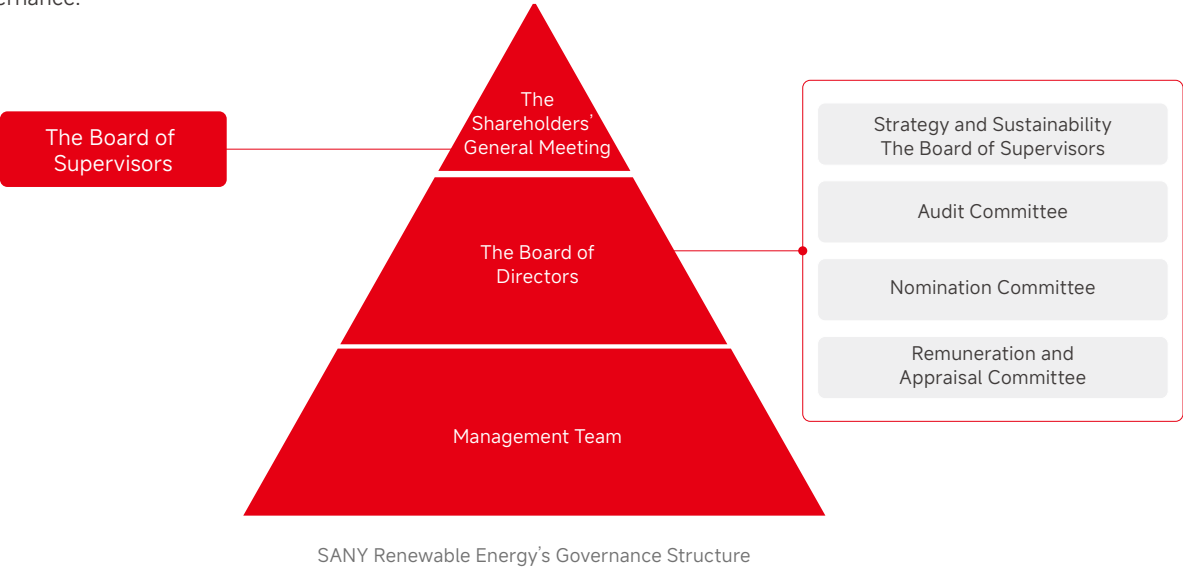 ernance.
The
Shareholders’
General Meeting
The Board of
Supervisors
Strategy and Sustainability
The Board of Supervisors
Audit Committee
The Board of
Directors
Nomination Committee
Remuneration and
Appraisal Committee
Management Team
SANY Renewable Energy's Governance Structure